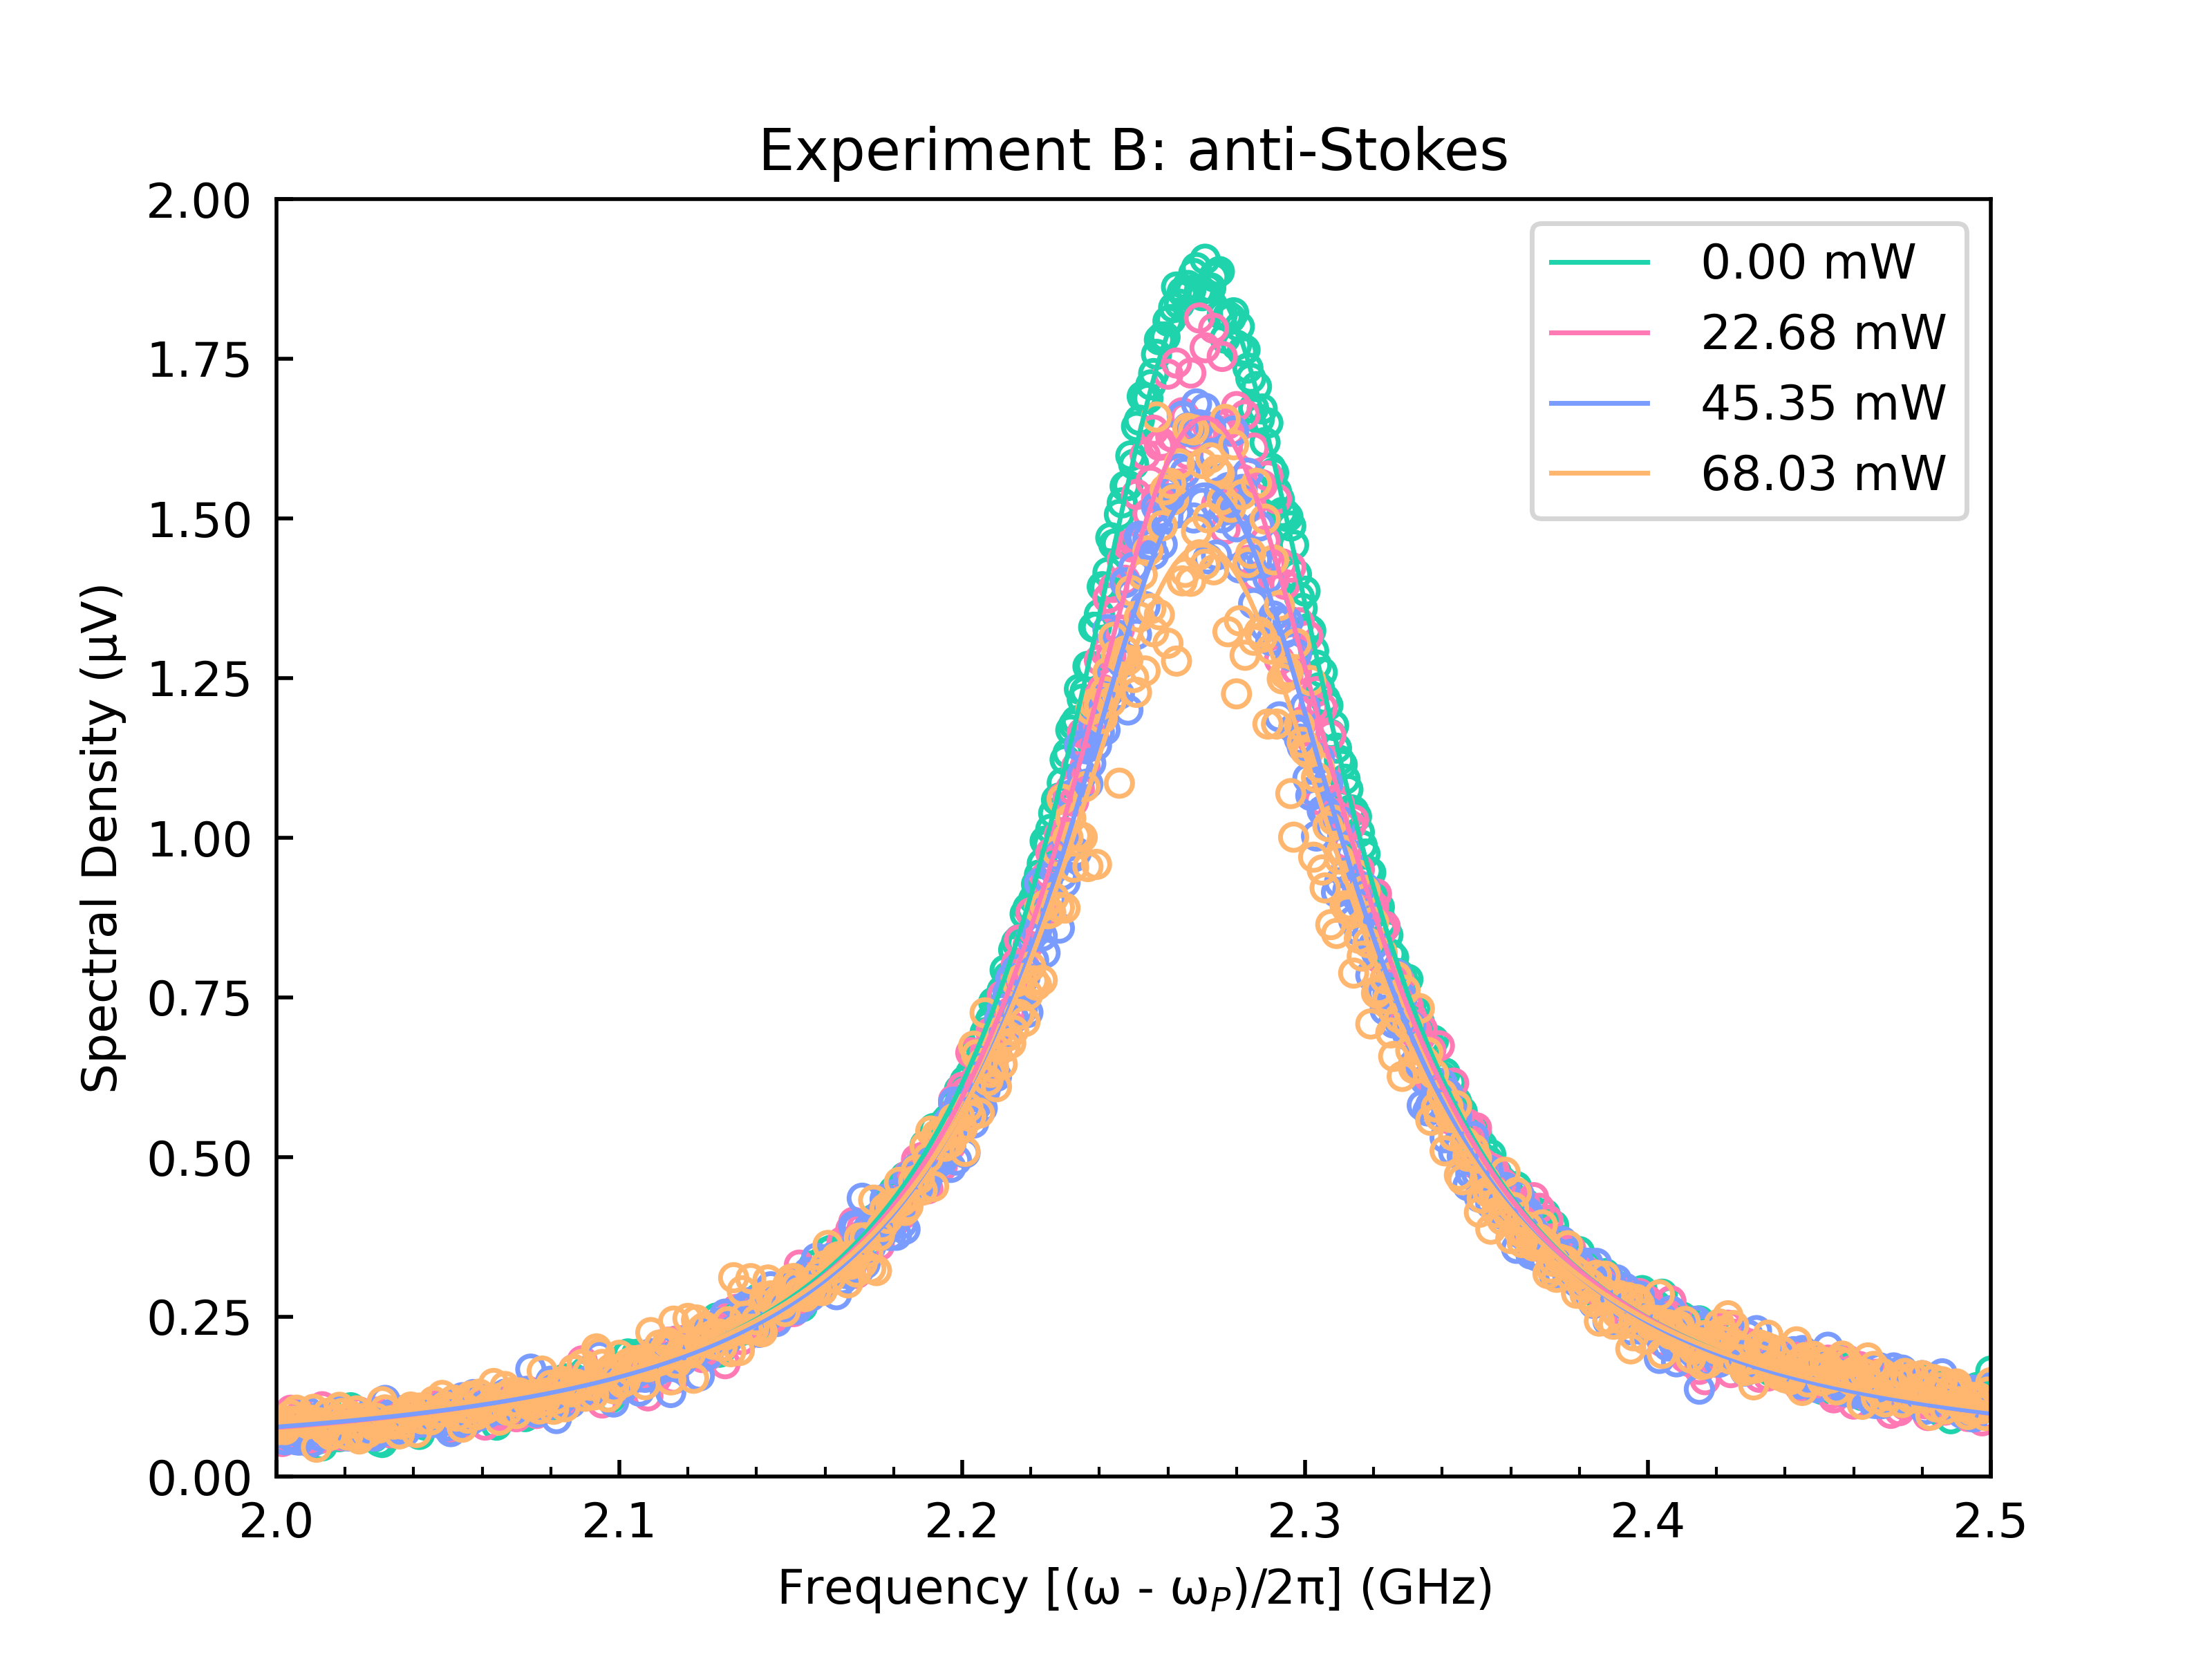 Experiment B: anti-Stokes
2.00
1.75
1.50
1.25
1.00
0.75
0.50
0.25
0.00
Spectral Density (μV)
0.00 mW
22.68 mW
45.35 mW
68.03 mW
2.0 2.1 2.2 2.3 2.4 2.5
Frequency [(ω - ωP)/2π] (GHz)